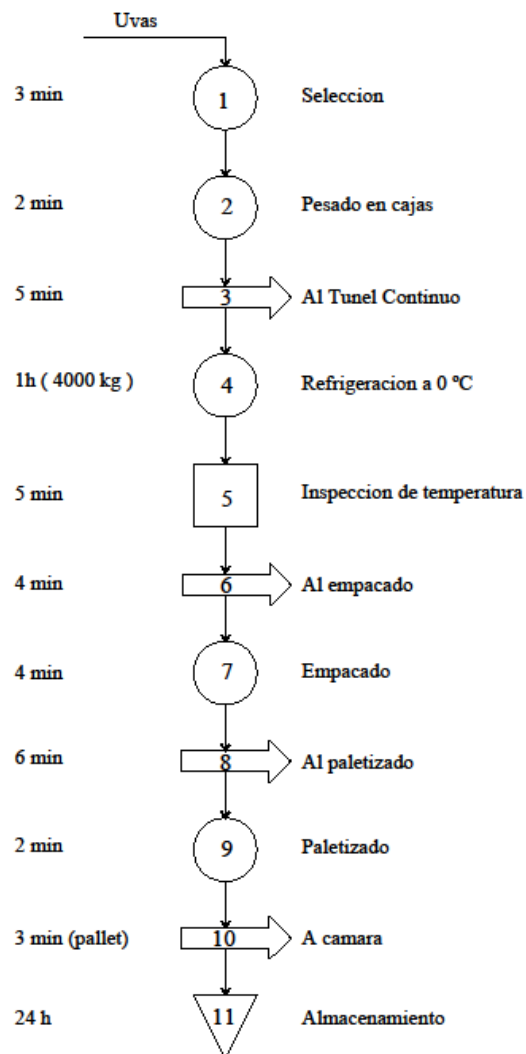 Uvas
3 min 1 Seleccion
2 min 2 Pesado en cajas
5 min 3 Al Tunel Continuo
1h ( 4000 kg ) 4 Refrigeracion a 0 ºC
5 min 5 Inspeccion de temperatura
4 min 6 Al empacado
4 min 7 Empacado
6 min 8 Al paletizado
2 min 9 Paletizado
3 min (pallet) 10 A camara
24 h 11 Almacenamiento